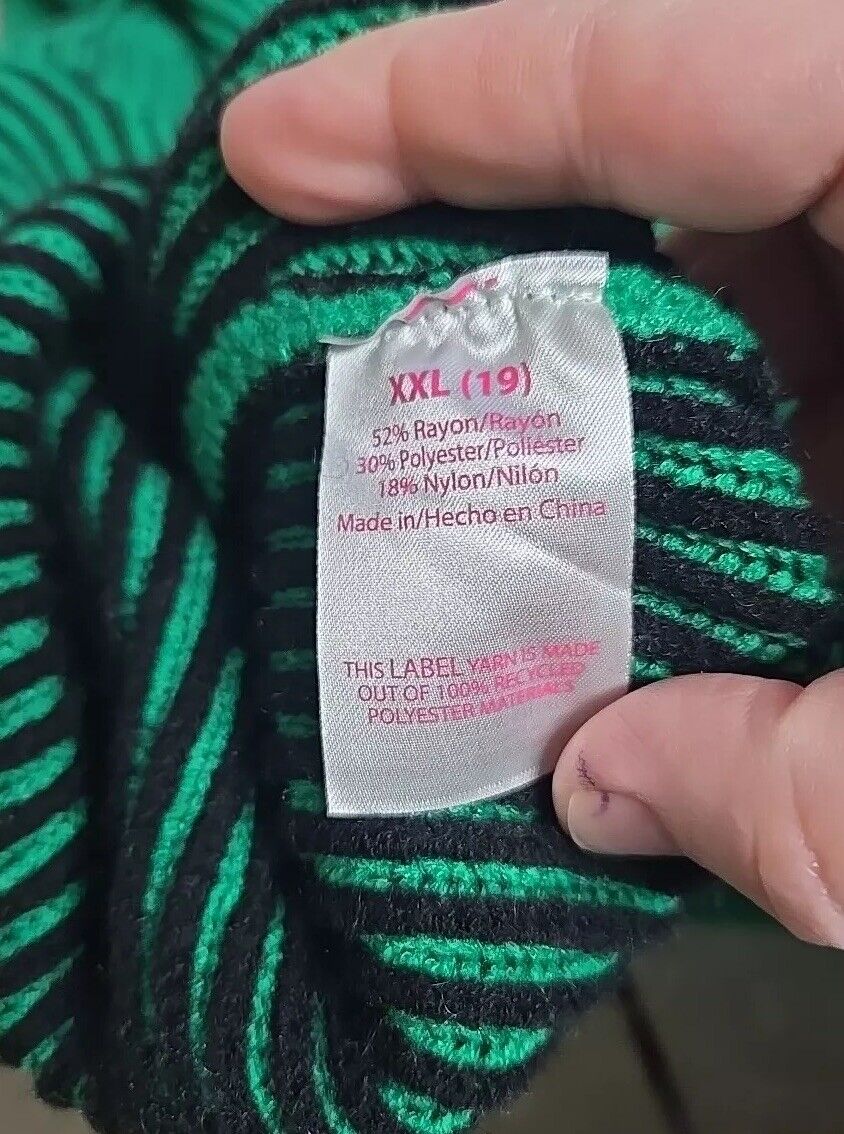 XXL (19)
52% Rayon/Rayón
30% Polyester/Poliéster
18% Nylon/Nilón
Made in/Hecho en China
THIS LABEL YARN IS MADE
OUT OF 100% RECYCLED
POLYESTER MATERIALS